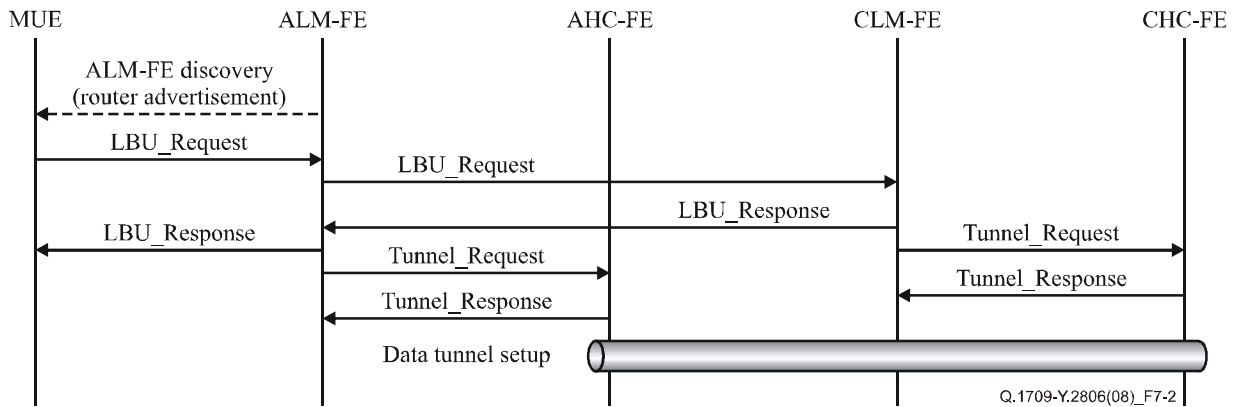 MUE ALM-FE AHC-FE CLM-FE CHC-FE
ALM-FE discovery
(router advertisement)
LBU_Request
LBU_Request
LBU_Response
LBU_Response Tunnel_Request
Tunnel_Request
Tunnel_Response
Tunnel_Response
Data tunnel setup
Q.1709-Y.2806(08)_F7-2